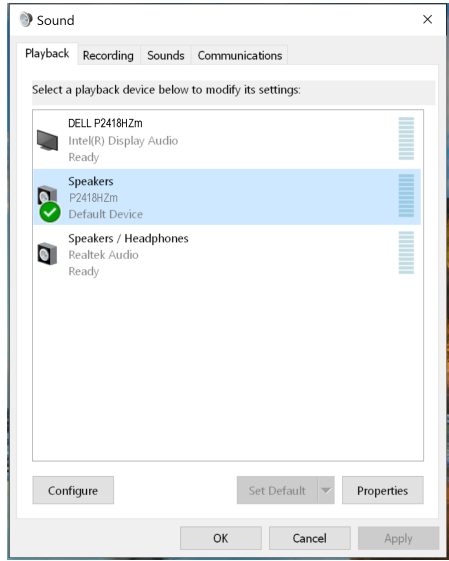 Sound
Playback Recording Sounds Communications
Select a playback device below to modify its settings:
DELL P2418HZm
Intel(R) Display Audio
Ready
Speakers
P2418HZm
Default Device
Speakers / Headphones
Realtek Audio
Ready
Configure Set Default Properties
OK Cancel Apply